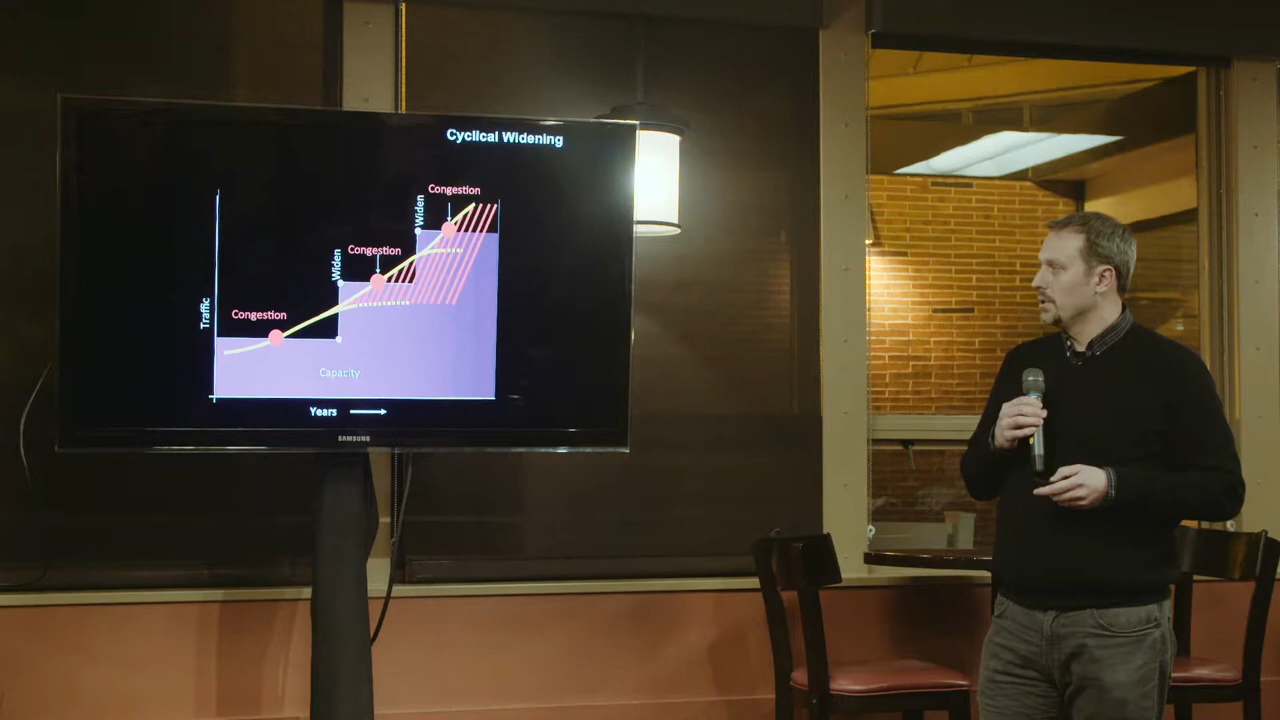 Cyclical Widening
Congestion
Widen
Congestion
Widen
Congestion
Traffic
Capacity
Years
SAMSUNG